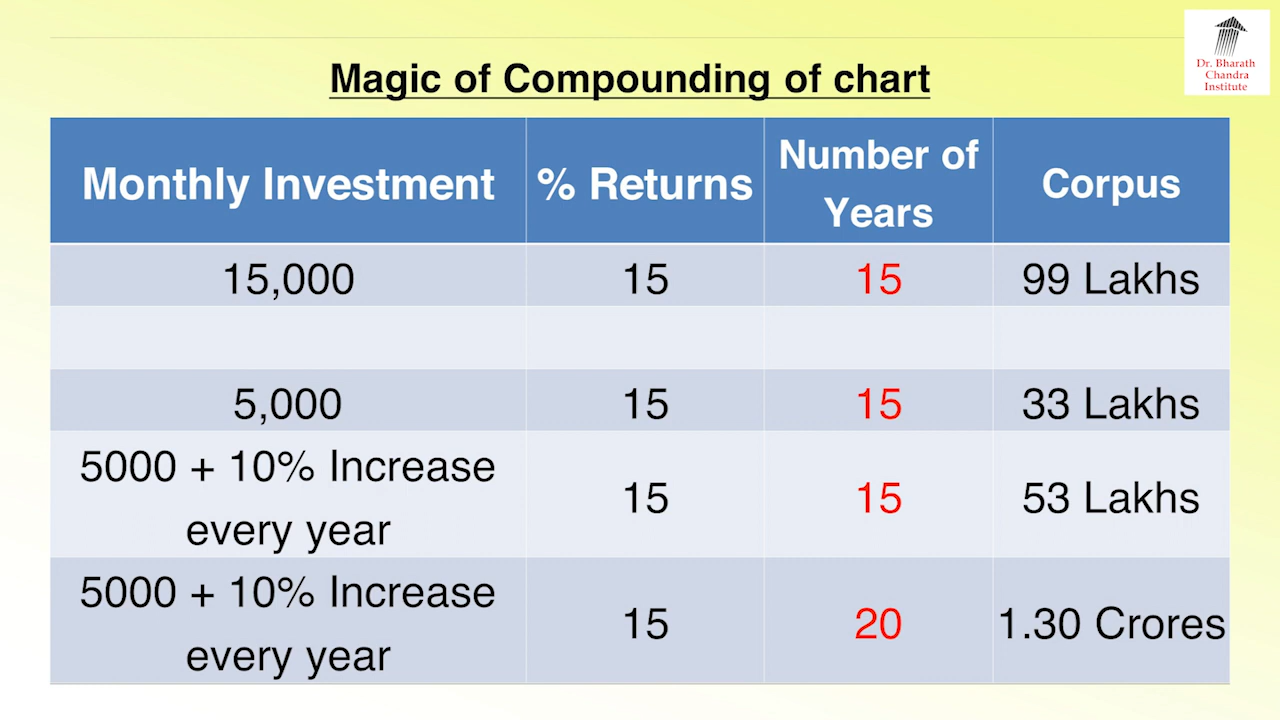 Dr. Bharath
Chandra
Institute
Magic of Compounding of chart
Monthly Investment % Returns Number of Years Corpus
15,000 15 15 99 Lakhs
5,000 15 15 33 Lakhs
5000 + 10% Increase
every year
15 15 53 Lakhs
5000 + 10% Increase
every year
15 20 1.30 Crores